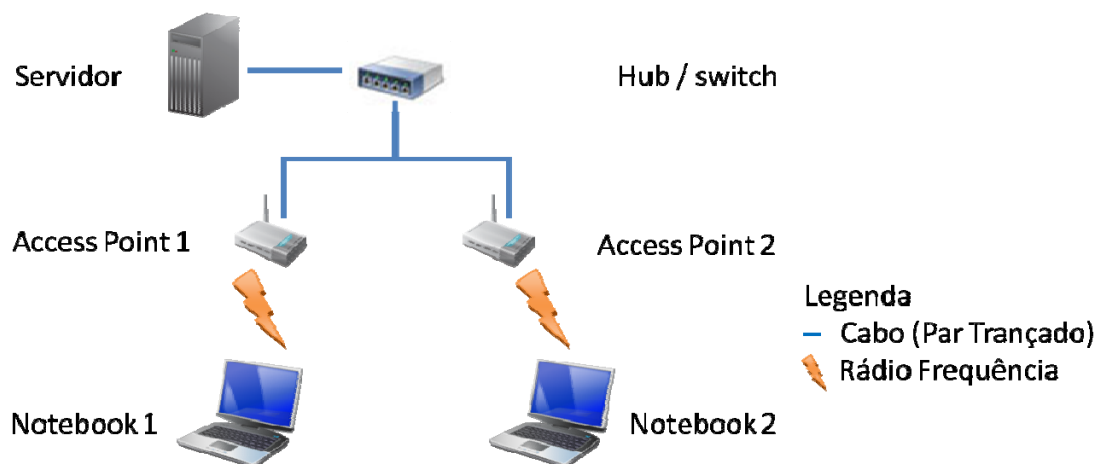 Servidor
Hub / switch
Access Point 1
Access Point 2
Legenda
Cabo (Par Trançado)
Rádio Frequência
Notebook 1
Notebook 2